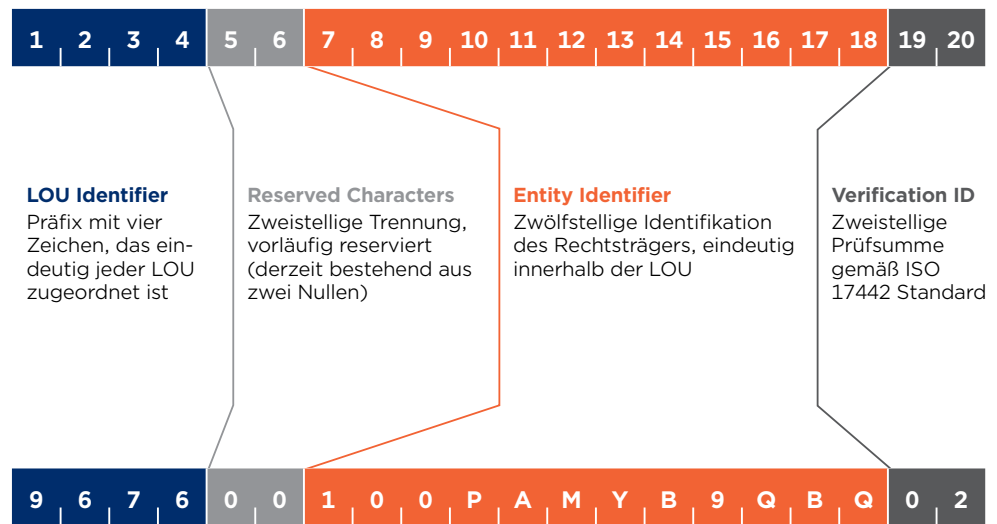 1 2 3 4 5 6 7 8 9 10 11 12 13 14 15 16 17 18 19 20
LOU Identifier
Präfix mit vier
Zeichen, das ein-
deutig jeder LOU
zugeordnet ist
Reserved Characters
Zweistellige Trennung,
vorläufig reserviert
(derzeit bestehend aus
zwei Nullen)
Entity Identifier
Zwölfstellige Identifikation
des Rechtsträgers, eindeutig
innerhalb der LOU
Verification ID
Zweistellige
Prüfsumme
gemäß ISO
17442 Standard
9 6 7 6 0 0 1 0 0 P A M Y B 9 Q B Q 0 2